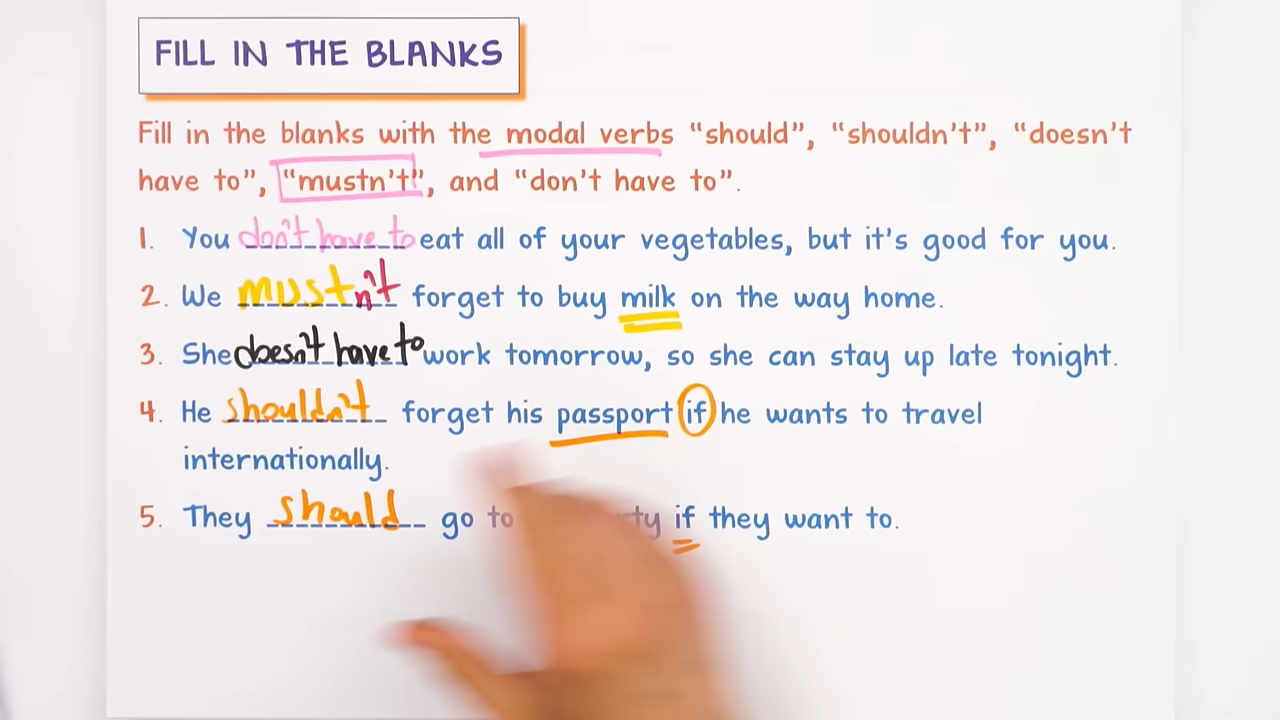 FILL IN THE BLANKS
Fill in the blanks with the modal verbs “should”, “shouldn't”, “doesn't
have to”, “mustn't”, and “don't have to”.
1. You don't have to eat all of your vegetables, but it's good for you.
2. We mustn't forget to buy milk on the way home.
3. She doesn't have to work tomorrow, so she can stay up late tonight.
4. He shouldn't forget his passport if he wants to travel
internationally.
5. They should go to if they want to.